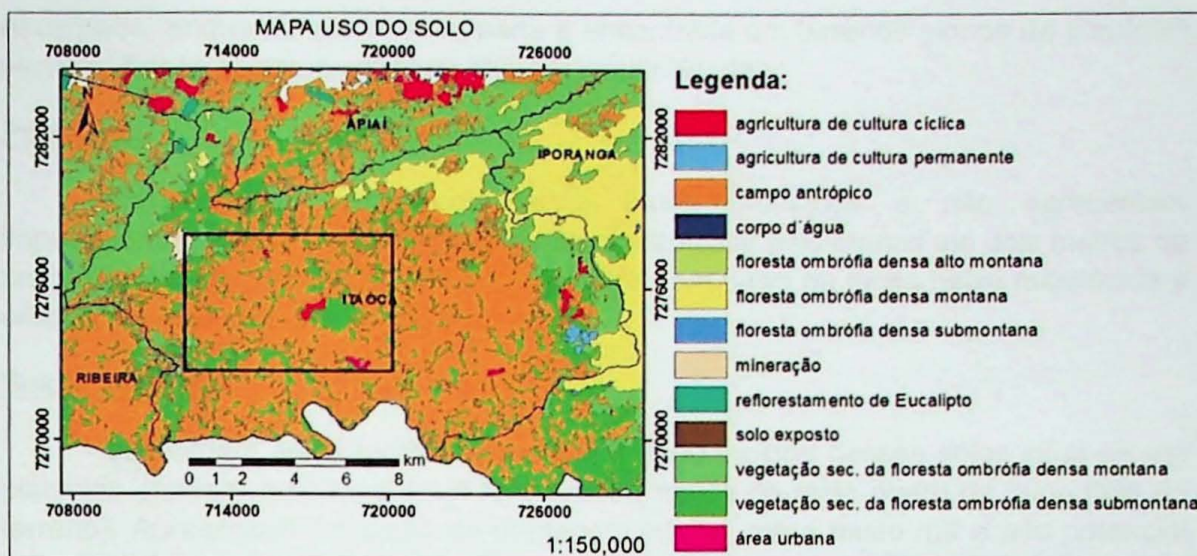 MAPA USO DO SOLO
708000 714000 720000 726000
N
APIAÍ
7282000
7282000
IPORANGA
7276000
7276000
ITAÓCA
RIBEIRA
7270000
7270000
km
0 1 2 4 6 8
708000 714000 720000 726000
1:150,000
Legenda:
agricultura de cultura cíclica
agricultura de cultura permanente
campo antrópico
corpo d´água
floresta ombrófia densa alto montana
floresta ombrófia densa montana
floresta ombrófia densa submontana
mineração
reflorestamento de Eucalipto
solo exposto
vegetação sec. da floresta ombrófia densa montana
vegetação sec. da floresta ombrófia densa submontana
área urbana